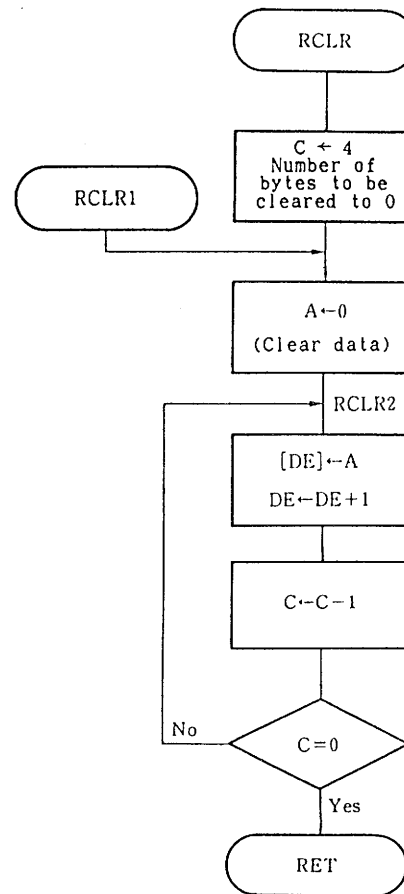 RCLR
C ← 4
Number of
bytes to be
cleared to 0
RCLR1
A←0
(Clear data)
RCLR2
[DE]←A
DE←DE+1
C←C−1
No
C=0
Yes
RET